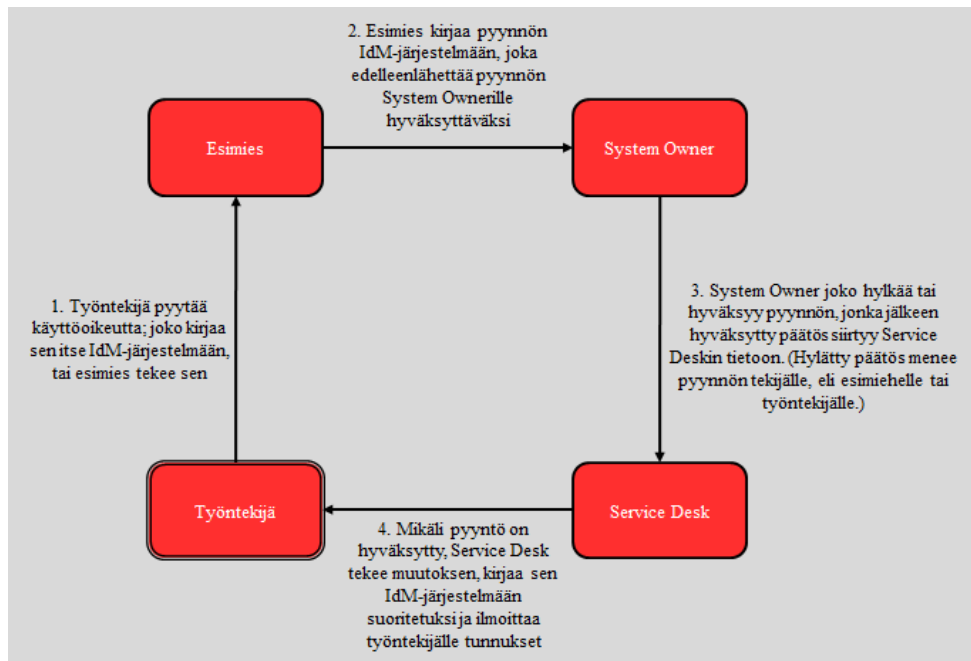 2. Esimies kirjaa pyynnön
IdM-järjestelmään, joka
edelleenlähettää pyynnön
System Ownerille
hyväksyttäväksi
Esimies
System Owner
1. Työntekijä pyytää
käyttöoikeutta; joko kirjaa
sen itse IdM-järjestelmään,
tai esimies tekee sen
3. System Owner joko hylkää tai
hyväksyy pyynnön, jonka jälkeen
hyväksytty päätös siirtyy Service
Deskin tietoon. (Hylätty päätös menee
pyynnön tekijälle, eli esimiehelle tai
työntekijälle.)
Työntekijä
Service Desk
4. Mikäli pyyntö on
hyväksytty, Service Desk
tekee muutoksen, kirjaa sen
IdM-järjestelmään
suoritetuksi ja ilmoittaa
työntekijälle tunnukset